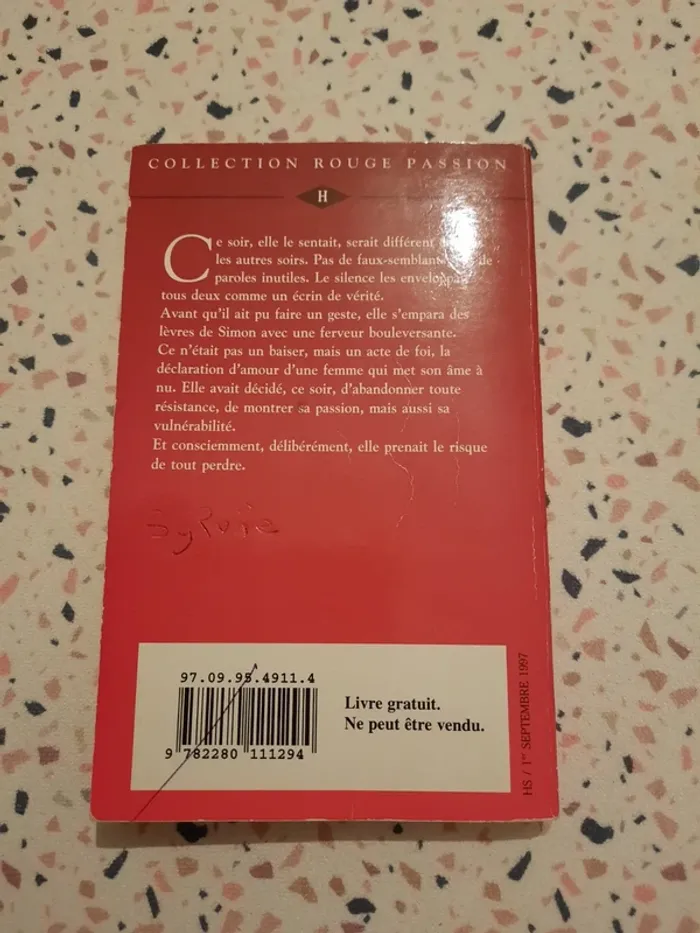 COLLECTION ROUGE PASSION
H
Ce soir, elle le sentait, serait différent
les autres soirs. Pas de faux-semblant de
paroles inutiles. Le silence les enveloppa
tous deux comme un écrin de vérité.
Avant qu'il ait pu faire un geste, elle s'empara des
lèvres de Simon avec une ferveur bouleversante.
Ce n'était pas un baiser, mais un acte de foi, la
déclaration d'amour d'une femme qui met son âme à
nu. Elle avait décidé, ce soir, d'abandonner toute
résistance, de montrer sa passion, mais aussi sa
vulnérabilité.
Et consciemment, délibérément, elle prenait le risque
de tout perdre.
Sylvie
97.09.95.4911.4
9 782280 111294
Livre gratuit.
Ne peut être vendu.
HS / 1er SEPTEMBRE 1997